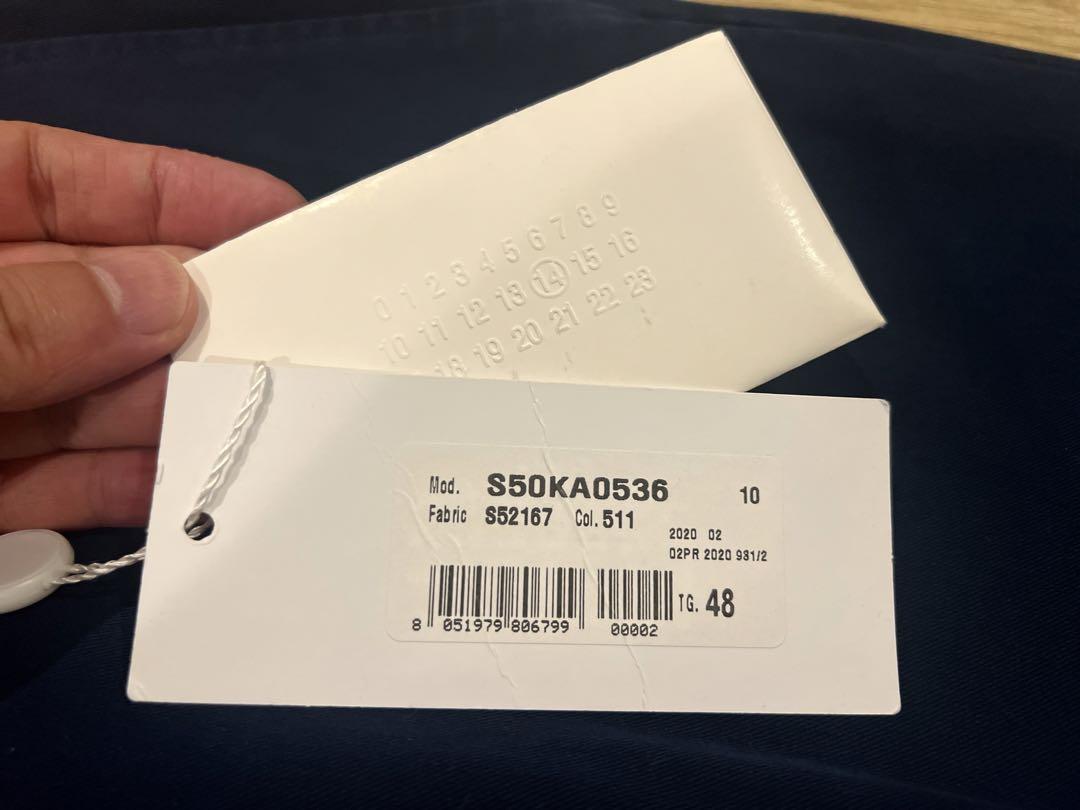 0 1 2 3 4 5 6 7 8 9
10 11 12 13 14 15 16
18 19 20 21 22 23
Mod. S50KA0536 10
Fabric S52167 Col. 511
2020 02
02PR 2020 931/2
TG. 48
8 051979 806799 00002